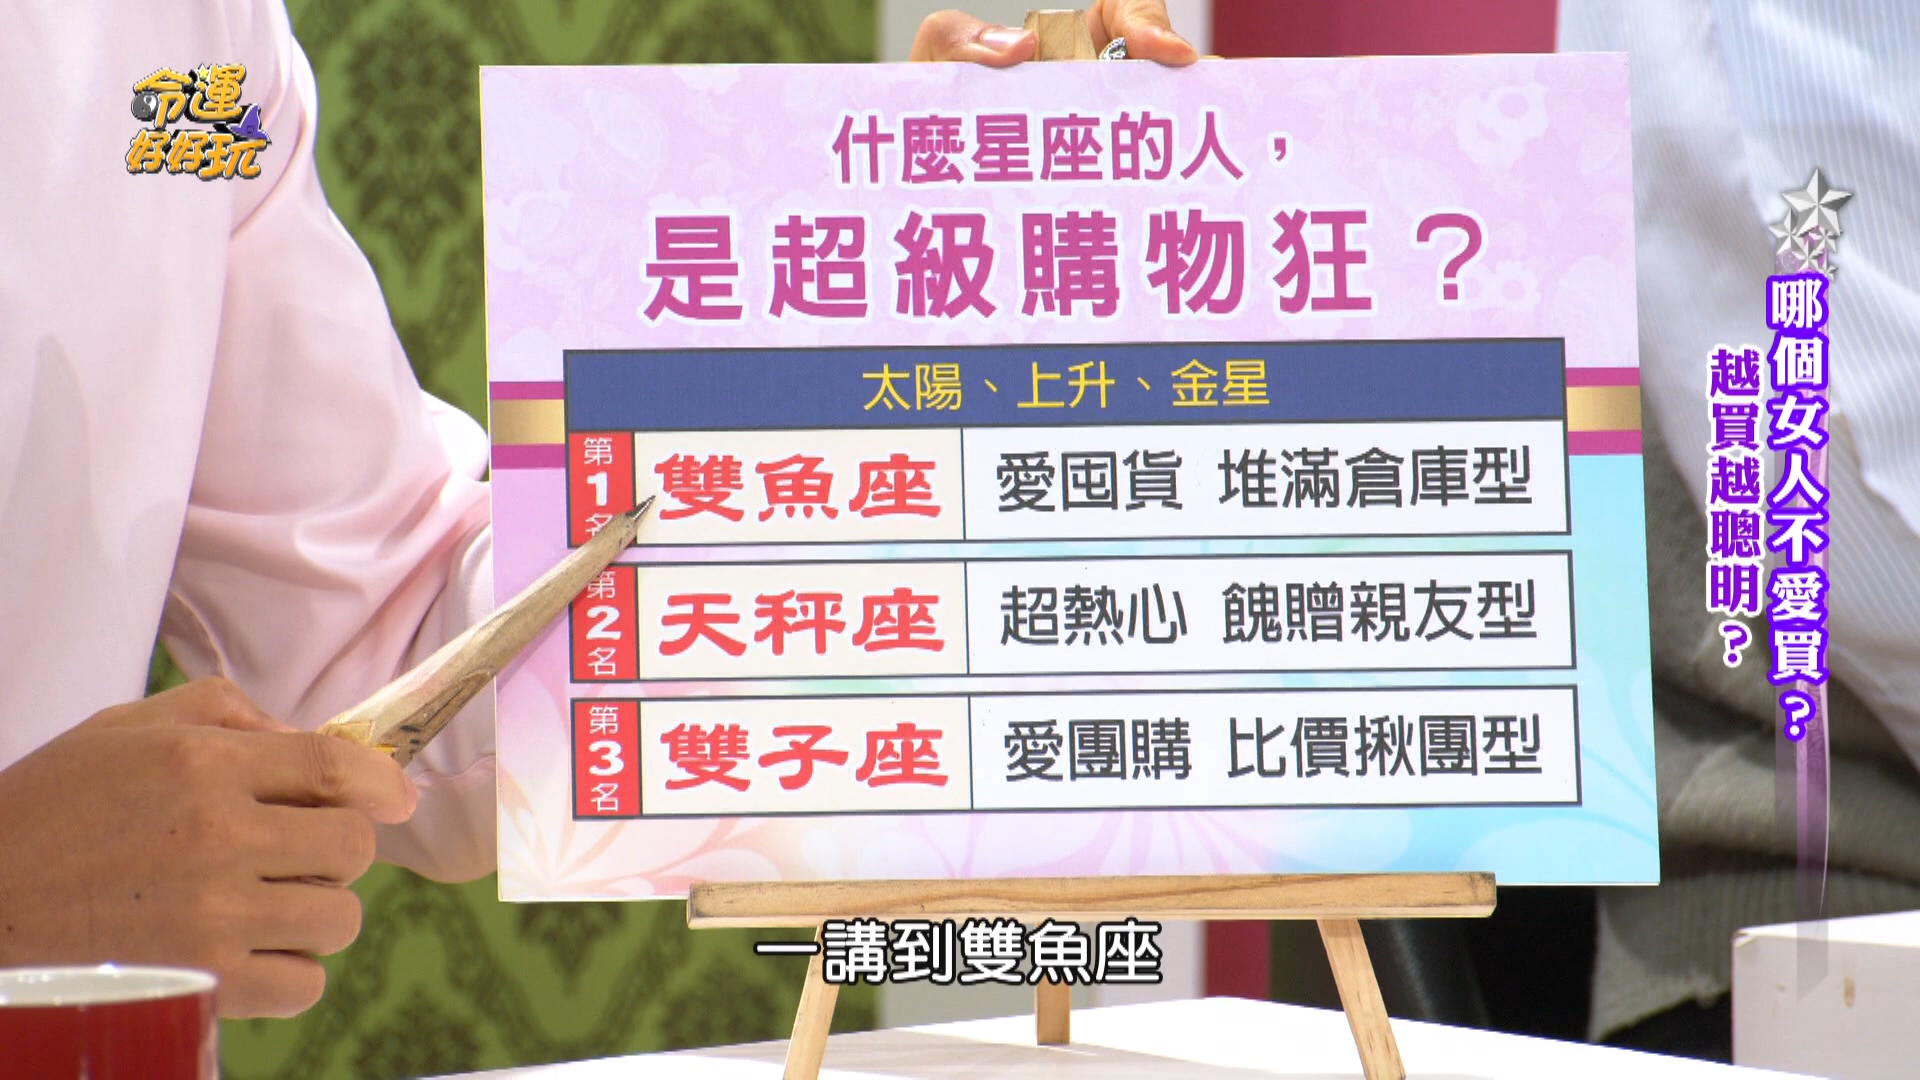 命運
好好玩
什麼星座的人，
是超級購物狂？
太陽、上升、金星
第1名 雙魚座 愛囤貨 堆滿倉庫型
第2名 天秤座 超熱心 餽贈親友型
第3名 雙子座 愛團購 比價揪團型
哪個女人不愛買？
越買越聰明？
一講到雙魚座